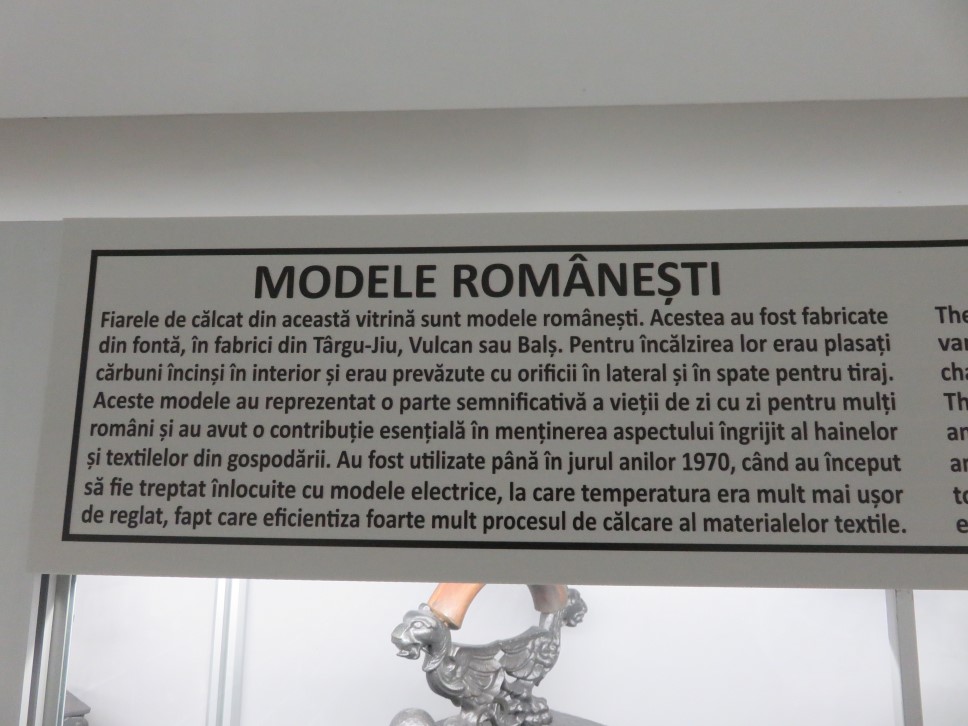 MODELE ROMÂNEȘTI
Fiarele de călcat din această vitrină sunt modele românești. Acestea au fost fabricate
din fontă, în fabrici din Târgu-Jiu, Vulcan sau Balș. Pentru încălzirea lor erau plasați
cărbuni încinși în interior și erau prevăzute cu orificii în lateral și în spate pentru tiraj.
Aceste modele au reprezentat o parte semnificativă a vieții de zi cu zi pentru mulți
români și au avut o contribuție esențială în menținerea aspectului îngrijit al hainelor
și textilelor din gospodării. Au fost utilizate până în jurul anilor 1970, când au început
să fie treptat înlocuite cu modele electrice, la care temperatura era mult mai ușor
de reglat, fapt care eficientiza foarte mult procesul de călcare al materialelor textile.